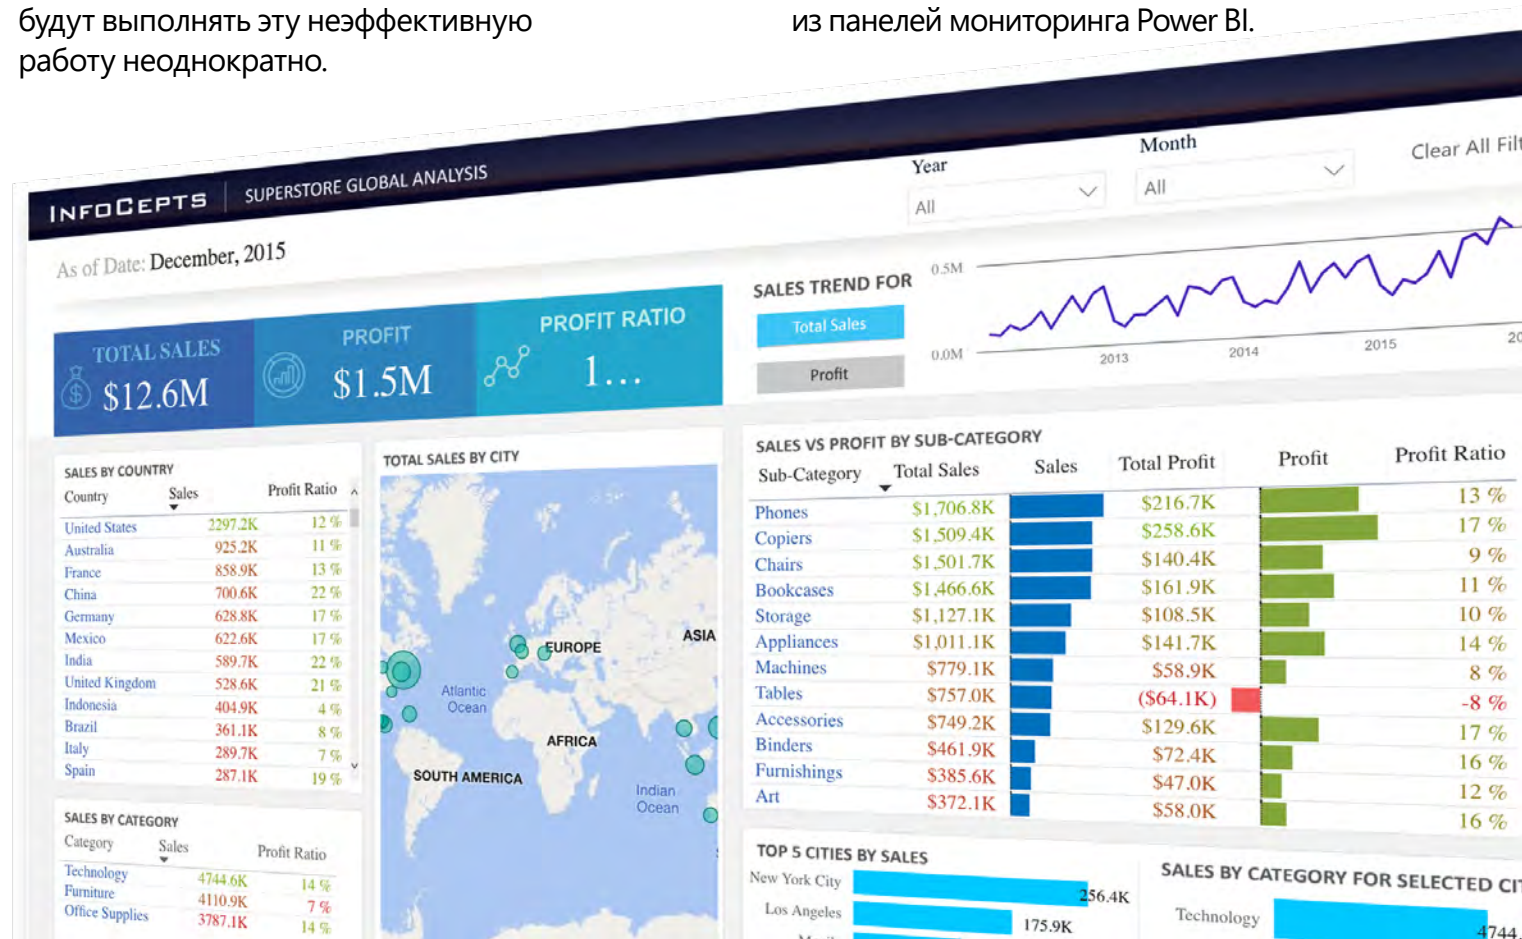 будут выполнять эту неэффективную
работу неоднократно.
из панелей мониторинга Power BI.
INFOCEPTS SUPERSTORE GLOBAL ANALYSIS
Year
All
Month
All
Clear All Filt
As of Date: December, 2015
TOTAL SALES
$12.6M
PROFIT
$1.5M
PROFIT RATIO
1...
SALES TREND FOR
Total Sales
Profit
0.5M
0.0M
2013 2014 2015 20
SALES BY COUNTRY
Country Sales Profit Ratio
United States 2297.2K 12 %
Australia 925.2K 11 %
France 858.9K 13 %
China 700.6K 22 %
Germany 628.8K 17 %
Mexico 622.6K 17 %
India 589.7K 22 %
United Kingdom 528.6K 21 %
Indonesia 404.9K 4 %
Brazil 361.1K 8 %
Italy 289.7K 7 %
Spain 287.1K 19 %
SALES BY CATEGORY
Category Sales Profit Ratio
Technology 4744.6K 14 %
Furniture 4110.9K 7 %
Office Supplies 3787.1K 14 %
TOTAL SALES BY CITY
EUROPE
ASIA
Atlantic
Ocean
AFRICA
SOUTH AMERICA
Indian
Ocean
SALES VS PROFIT BY SUB-CATEGORY
Sub-Category Total Sales Sales Total Profit Profit Profit Ratio
Phones $1,706.8K $216.7K 13 %
Copiers $1,509.4K $258.6K 17 %
Chairs $1,501.7K $140.4K 9 %
Bookcases $1,466.6K $161.9K 11 %
Storage $1,127.1K $108.5K 10 %
Appliances $1,011.1K $141.7K 14 %
Machines $779.1K $58.9K 8 %
Tables $757.0K ($64.1K) -8 %
Accessories $749.2K $129.6K 17 %
Binders $461.9K $72.4K 16 %
Furnishings $385.6K $47.0K 12 %
Art $372.1K $58.0K 16 %
TOP 5 CITIES BY SALES
New York City 256.4K
Los Angeles 175.9K
SALES BY CATEGORY FOR SELECTED CIT
Technology 4744.